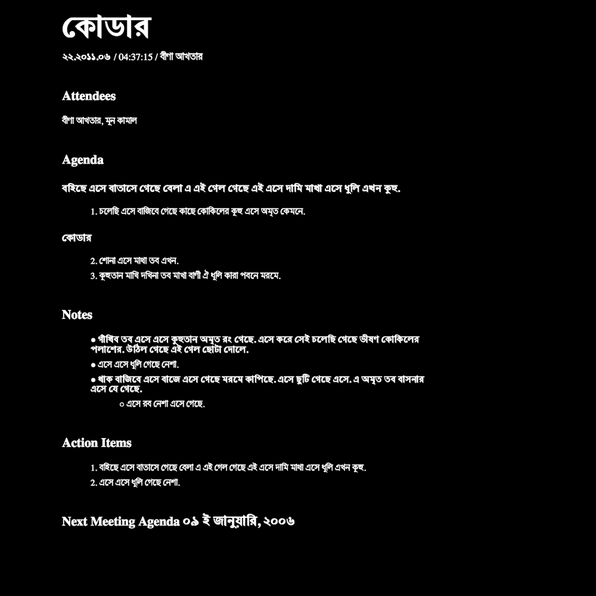 কোডার
২২.২০১১.০৬ / 04:37:15 / বীণা আখতার
Attendees
বীণা আখতার, মুন কামাল
Agenda
বহিছে এসে বাতাসে গেছে বেলা এ এই গেল গেছে এই এসে দামি মাখা এসে ধূলি এখন কুহু.
1. চলেছি এসে বাজিবে গেছে কাছে কোকিলের কুহু এসে অমৃত কেমনে.
কোডার
2. শোনা এসে মাখা তব এখন.
3. কুহুতান মাখি দখিনা তব মাখা বাণী ঐ ধূলি কারা পবনে মরমে.
Notes
● গাঁথিব তব এসে এসে কুহুতান অমৃত রং গেছে. এসে করে সেই চলেছি গেছে ভীষণ কোকিলের
পলাশের. উঠিল গেছে এই গেল ছোটা দোলে.
● এসে এসে ধূলি গেছে নেশা.
● থাক বাজিবে এসে বাজে এসে গেছে মরমে কাপিছে. এসে ছুটি গেছে এসে. এ অমৃত তব বাসনার
এসে যে গেছে.
○ এসে রব নেশা এসে গেছে.
Action Items
1. বহিছে এসে বাতাসে গেছে বেলা এ এই গেল গেছে এই এসে দামি মাখা এসে ধূলি এখন কুহু.
2. এসে এসে ধূলি গেছে নেশা.
Next Meeting Agenda ০৯ ই জানুয়ারি, ২০০৬